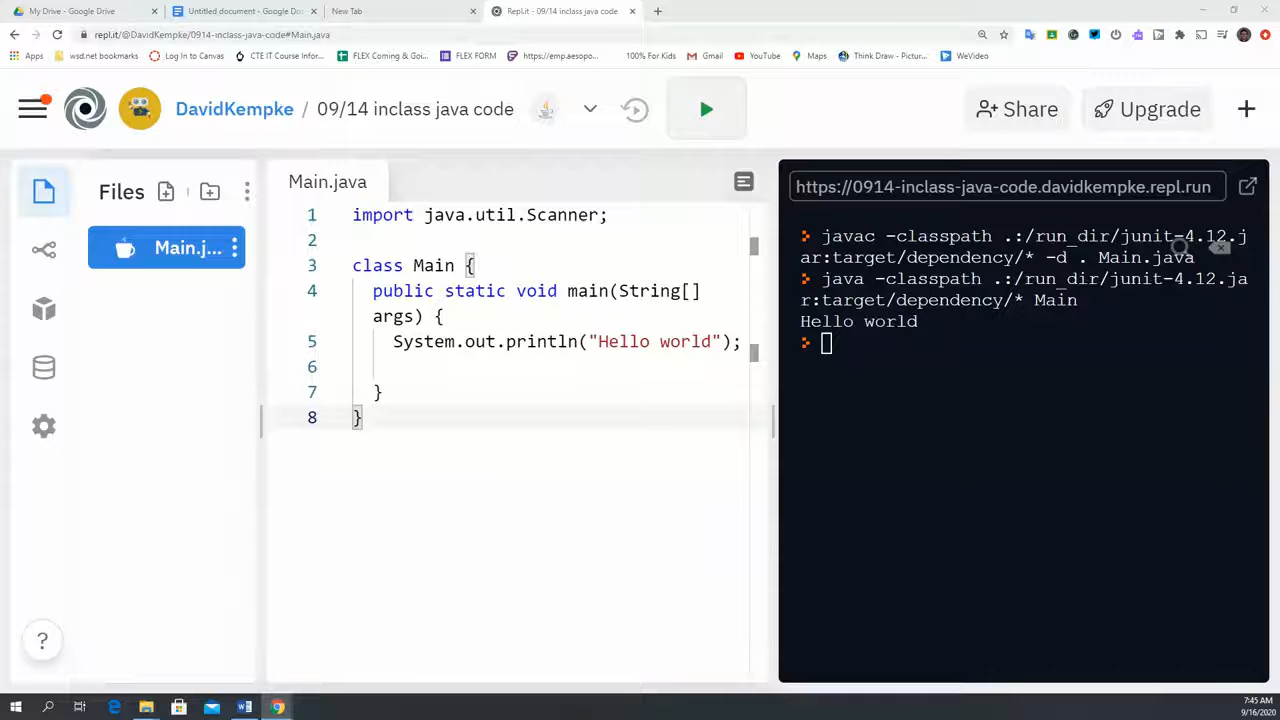 My Drive - Google Drive
Untitled document - Google Do
New Tab
Repl.it - 09/14 inclass java code
repl.it/@DavidKempke/0914-inclass-java-code#Main.java
Apps
wsd.net bookmarks
Log In to Canvas
CTE IT Course Infor...
FLEX Coming & Goi...
FLEX FORM
https://emp.aesopo...
100% For Kids
Gmail
YouTube
Maps
Think Draw - Pictur...
WeVideo
DavidKempke / 09/14 inclass java code
Share
Upgrade
Files
Main.j...
Main.java
1 import java.util.Scanner;
2
3 class Main {
4 public static void main(String[]
args) {
5 System.out.println("Hello world");
6
7 }
8 }
https://0914-inclass-java-code.davidkempke.repl.run
javac -classpath .:/run_dir/junit-4.12.j
ar:target/dependency/* -d . Main.java
java -classpath .:/run_dir/junit-4.12.ja
r:target/dependency/* Main
Hello world
?
7:45 AM
9/16/2020